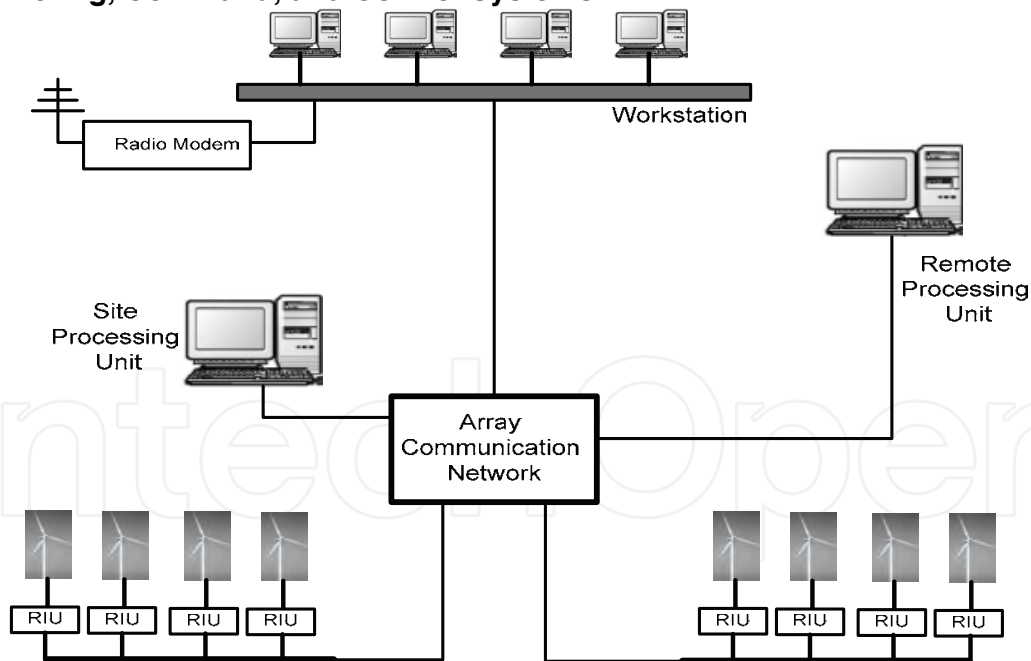 Workstation
Radio Modem
Remote
Processing
Unit
Site
Processing
Unit
Array
Communication
Network
RIU RIU RIU RIU RIU RIU RIU RIU